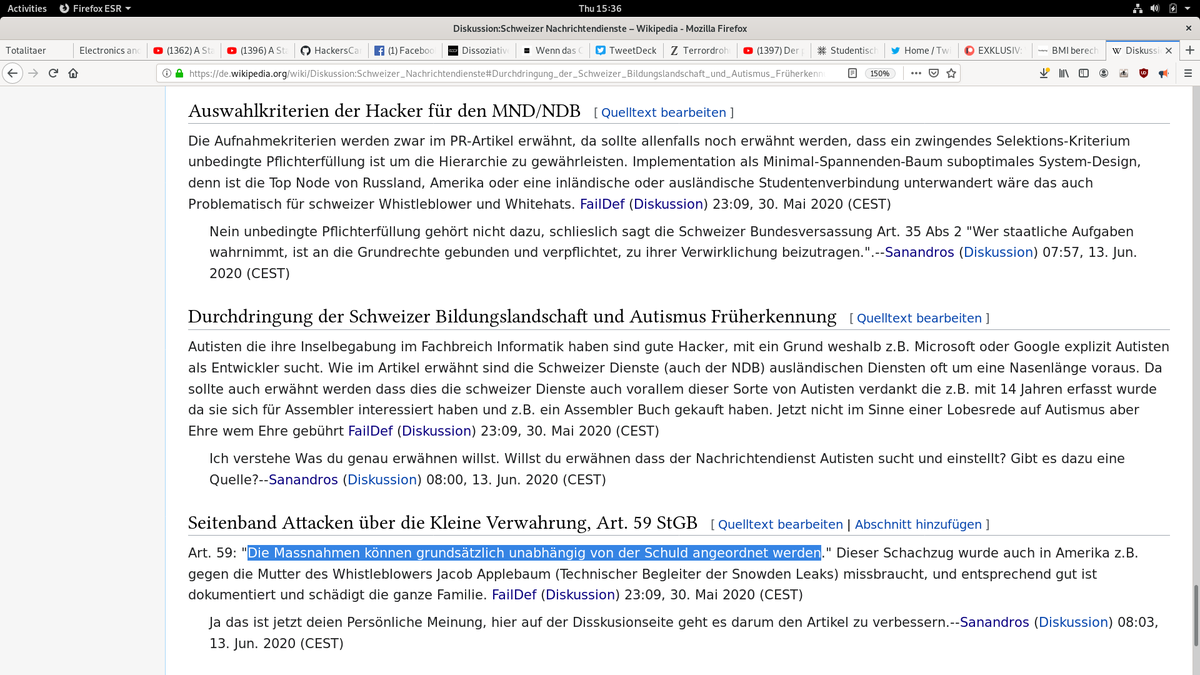 Activities Firefox ESR Thu 15:36
Diskussion:Schweizer Nachrichtendienste – Wikipedia - Mozilla Firefox
Totalitaer Electronics an (1362) A St (1396) A St HackersCa (1) Faceboo Dissoziativ Wenn das C TweetDeck Terrordroh (1397) Der Studentisch Home / Tw EXKLUSIV: BMI berech Diskuss
https://de.wikipedia.org/wiki/Diskussion:Schweizer_Nachrichtendienste#Durchdringung_der_Schweizer_Bildungslandschaft_und_Autismus_Früherkenn 150%
Auswahlkriterien der Hacker für den MND/NDB [ Quelltext bearbeiten ]
Die Aufnahmekriterien werden zwar im PR-Artikel erwähnt, da sollte allenfalls noch erwähnt werden, dass ein zwingendes Selektions-Kriterium
unbedingte Pflichterfüllung ist um die Hierarchie zu gewährleisten. Implementation als Minimal-Spannenden-Baum suboptimales System-Design,
denn ist die Top Node von Russland, Amerika oder eine inländische oder ausländische Studentenverbindung unterwandert wäre das auch
Problematisch für schweizer Whistleblower und Whitehats. FailDef (Diskussion) 23:09, 30. Mai 2020 (CEST)
Nein unbedingte Pflichterfüllung gehört nicht dazu, schlieslich sagt die Schweizer Bundesversassung Art. 35 Abs 2 "Wer staatliche Aufgaben
wahrnimmt, ist an die Grundrechte gebunden und verpflichtet, zu ihrer Verwirklichung beizutragen.".--Sanandros (Diskussion) 07:57, 13. Jun.
2020 (CEST)
Durchdringung der Schweizer Bildungslandschaft und Autismus Früherkennung [ Quelltext bearbeiten ]
Autisten die ihre Inselbegabung im Fachbreich Informatik haben sind gute Hacker, mit ein Grund weshalb z.B. Microsoft oder Google explizit Autisten
als Entwickler sucht. Wie im Artikel erwähnt sind die Schweizer Dienste (auch der NDB) ausländischen Diensten oft um eine Nasenlänge voraus. Da
sollte auch erwähnt werden dass dies die schweizer Dienste auch vorallem dieser Sorte von Autisten verdankt die z.B. mit 14 Jahren erfasst wurde
da sie sich für Assembler interessiert haben und z.B. ein Assembler Buch gekauft haben. Jetzt nicht im Sinne einer Lobesrede auf Autismus aber
Ehre wem Ehre gebührt FailDef (Diskussion) 23:09, 30. Mai 2020 (CEST)
Ich verstehe Was du genau erwähnen willst. Willst du erwähnen dass der Nachrichtendienst Autisten sucht und einstellt? Gibt es dazu eine
Quelle?--Sanandros (Diskussion) 08:00, 13. Jun. 2020 (CEST)
Seitenband Attacken über die Kleine Verwahrung, Art. 59 StGB [ Quelltext bearbeiten | Abschnitt hinzufügen ]
Art. 59: "Die Massnahmen können grundsätzlich unabhängig von der Schuld angeordnet werden." Dieser Schachzug wurde auch in Amerika z.B.
gegen die Mutter des Whistleblowers Jacob Applebaum (Technischer Begleiter der Snowden Leaks) missbraucht, und entsprechend gut ist
dokumentiert und schädigt die ganze Familie. FailDef (Diskussion) 23:09, 30. Mai 2020 (CEST)
Ja das ist jetzt deien Persönliche Meinung, hier auf der Disskusionseite geht es darum den Artikel zu verbessern.--Sanandros (Diskussion) 08:03,
13. Jun. 2020 (CEST)